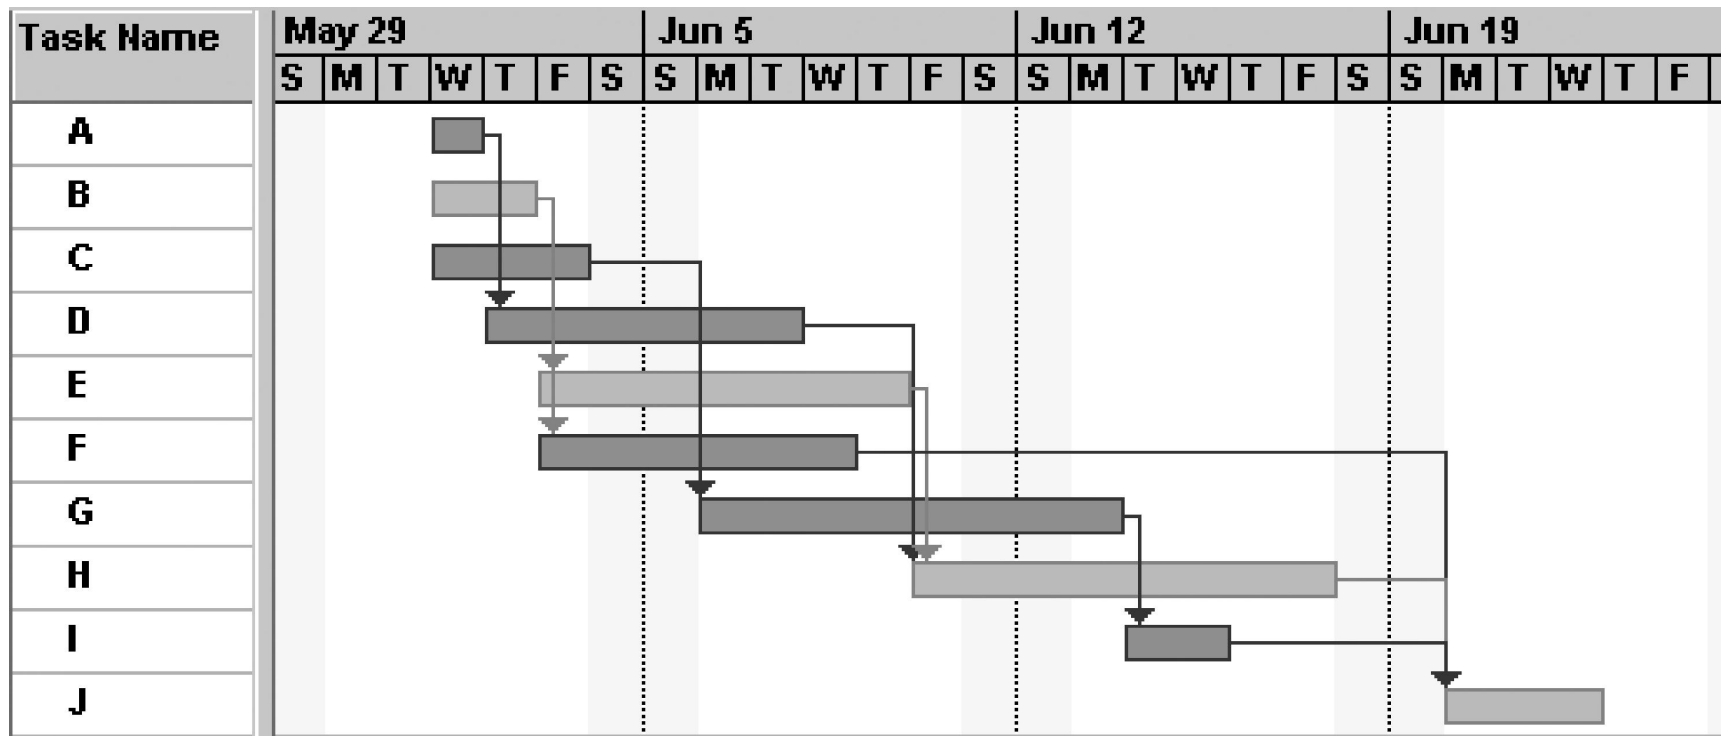 Task Name May 29 Jun 5 Jun 12 Jun 19
S M T W T F S S M T W T F S S M T W T F S S M T W T F
A
B
C
D
E
F
G
H
I
J